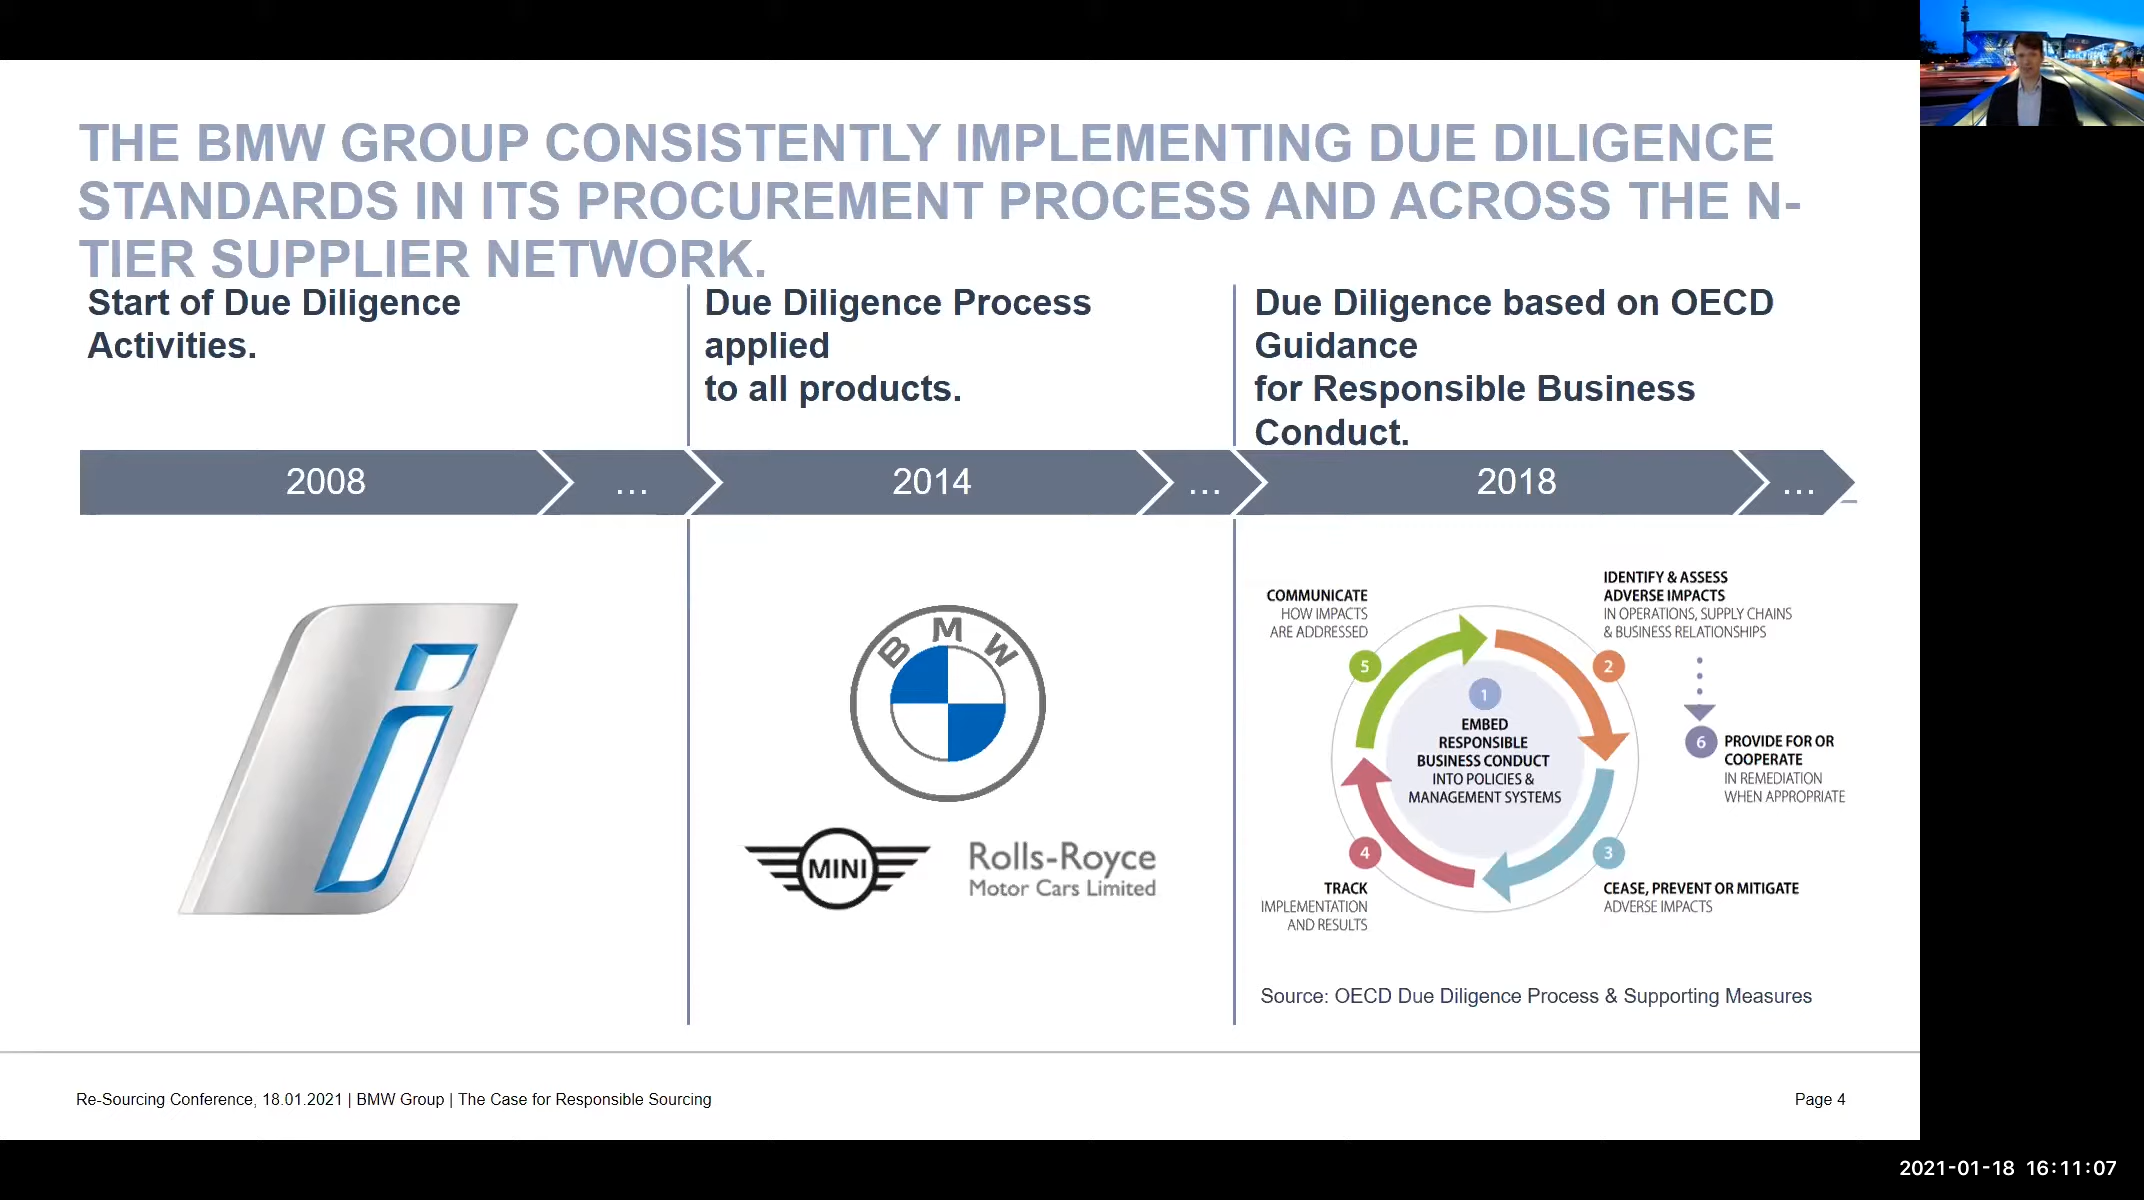 THE BMW GROUP CONSISTENTLY IMPLEMENTING DUE DILIGENCE
STANDARDS IN ITS PROCUREMENT PROCESS AND ACROSS THE N-
TIER SUPPLIER NETWORK.
Start of Due Diligence
Activities.
Due Diligence Process
applied
to all products.
Due Diligence based on OECD
Guidance
for Responsible Business
Conduct.
2008
...
2014
...
2018
...
i
BMW
MINI
Rolls-Royce
Motor Cars Limited
COMMUNICATE
HOW IMPACTS
ARE ADDRESSED
5
IDENTIFY & ASSESS
ADVERSE IMPACTS
IN OPERATIONS, SUPPLY CHAINS
& BUSINESS RELATIONSHIPS
2
1
EMBED
RESPONSIBLE
BUSINESS CONDUCT
INTO POLICIES &
MANAGEMENT SYSTEMS
6
PROVIDE FOR OR
COOPERATE
IN REMEDIATION
WHEN APPROPRIATE
4
TRACK
IMPLEMENTATION
AND RESULTS
3
CEASE, PREVENT OR MITIGATE
ADVERSE IMPACTS
Source: OECD Due Diligence Process & Supporting Measures
Re-Sourcing Conference, 18.01.2021 | BMW Group | The Case for Responsible Sourcing
Page 4
2021-01-18 16:11:07